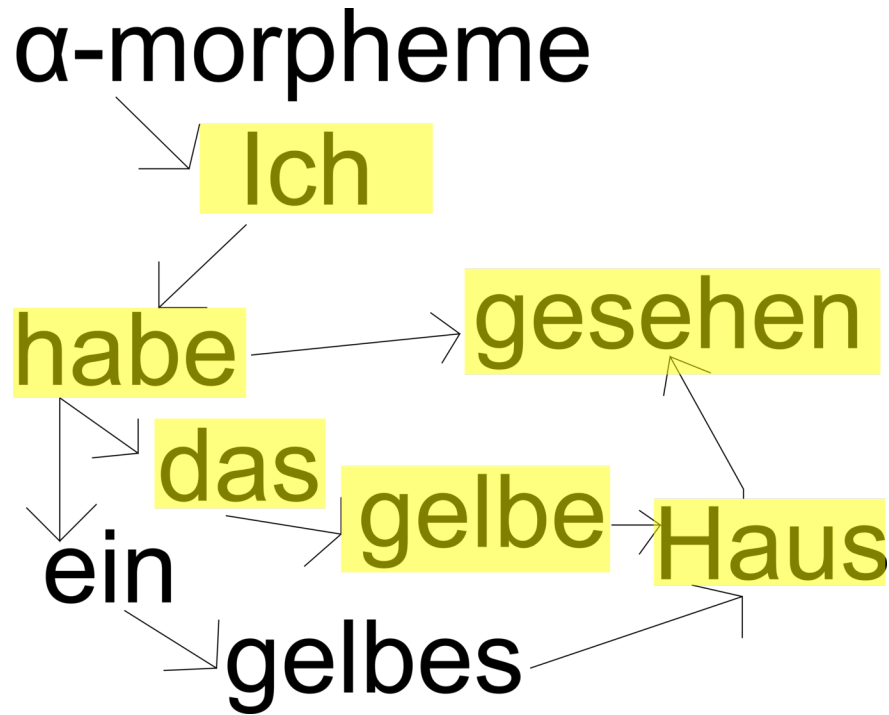 α-morpheme
Ich
habe
gesehen
das
gelbe
Haus
ein
gelbes